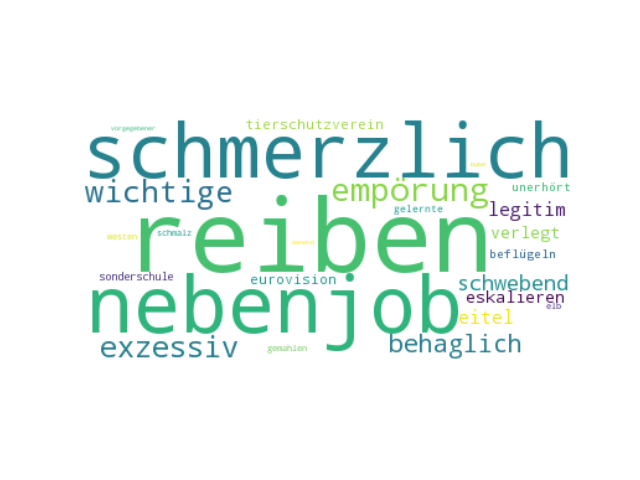 vorgegebener tierschutzverein
schmerzlich
wichtige empörung unerhört
gelernte legitim
reiben
westen schmalz verlegt
beflügeln
sonderschule eurovision schwebend
nebenjob eskalieren
elb
eitel
exzessiv gemahlen behaglich